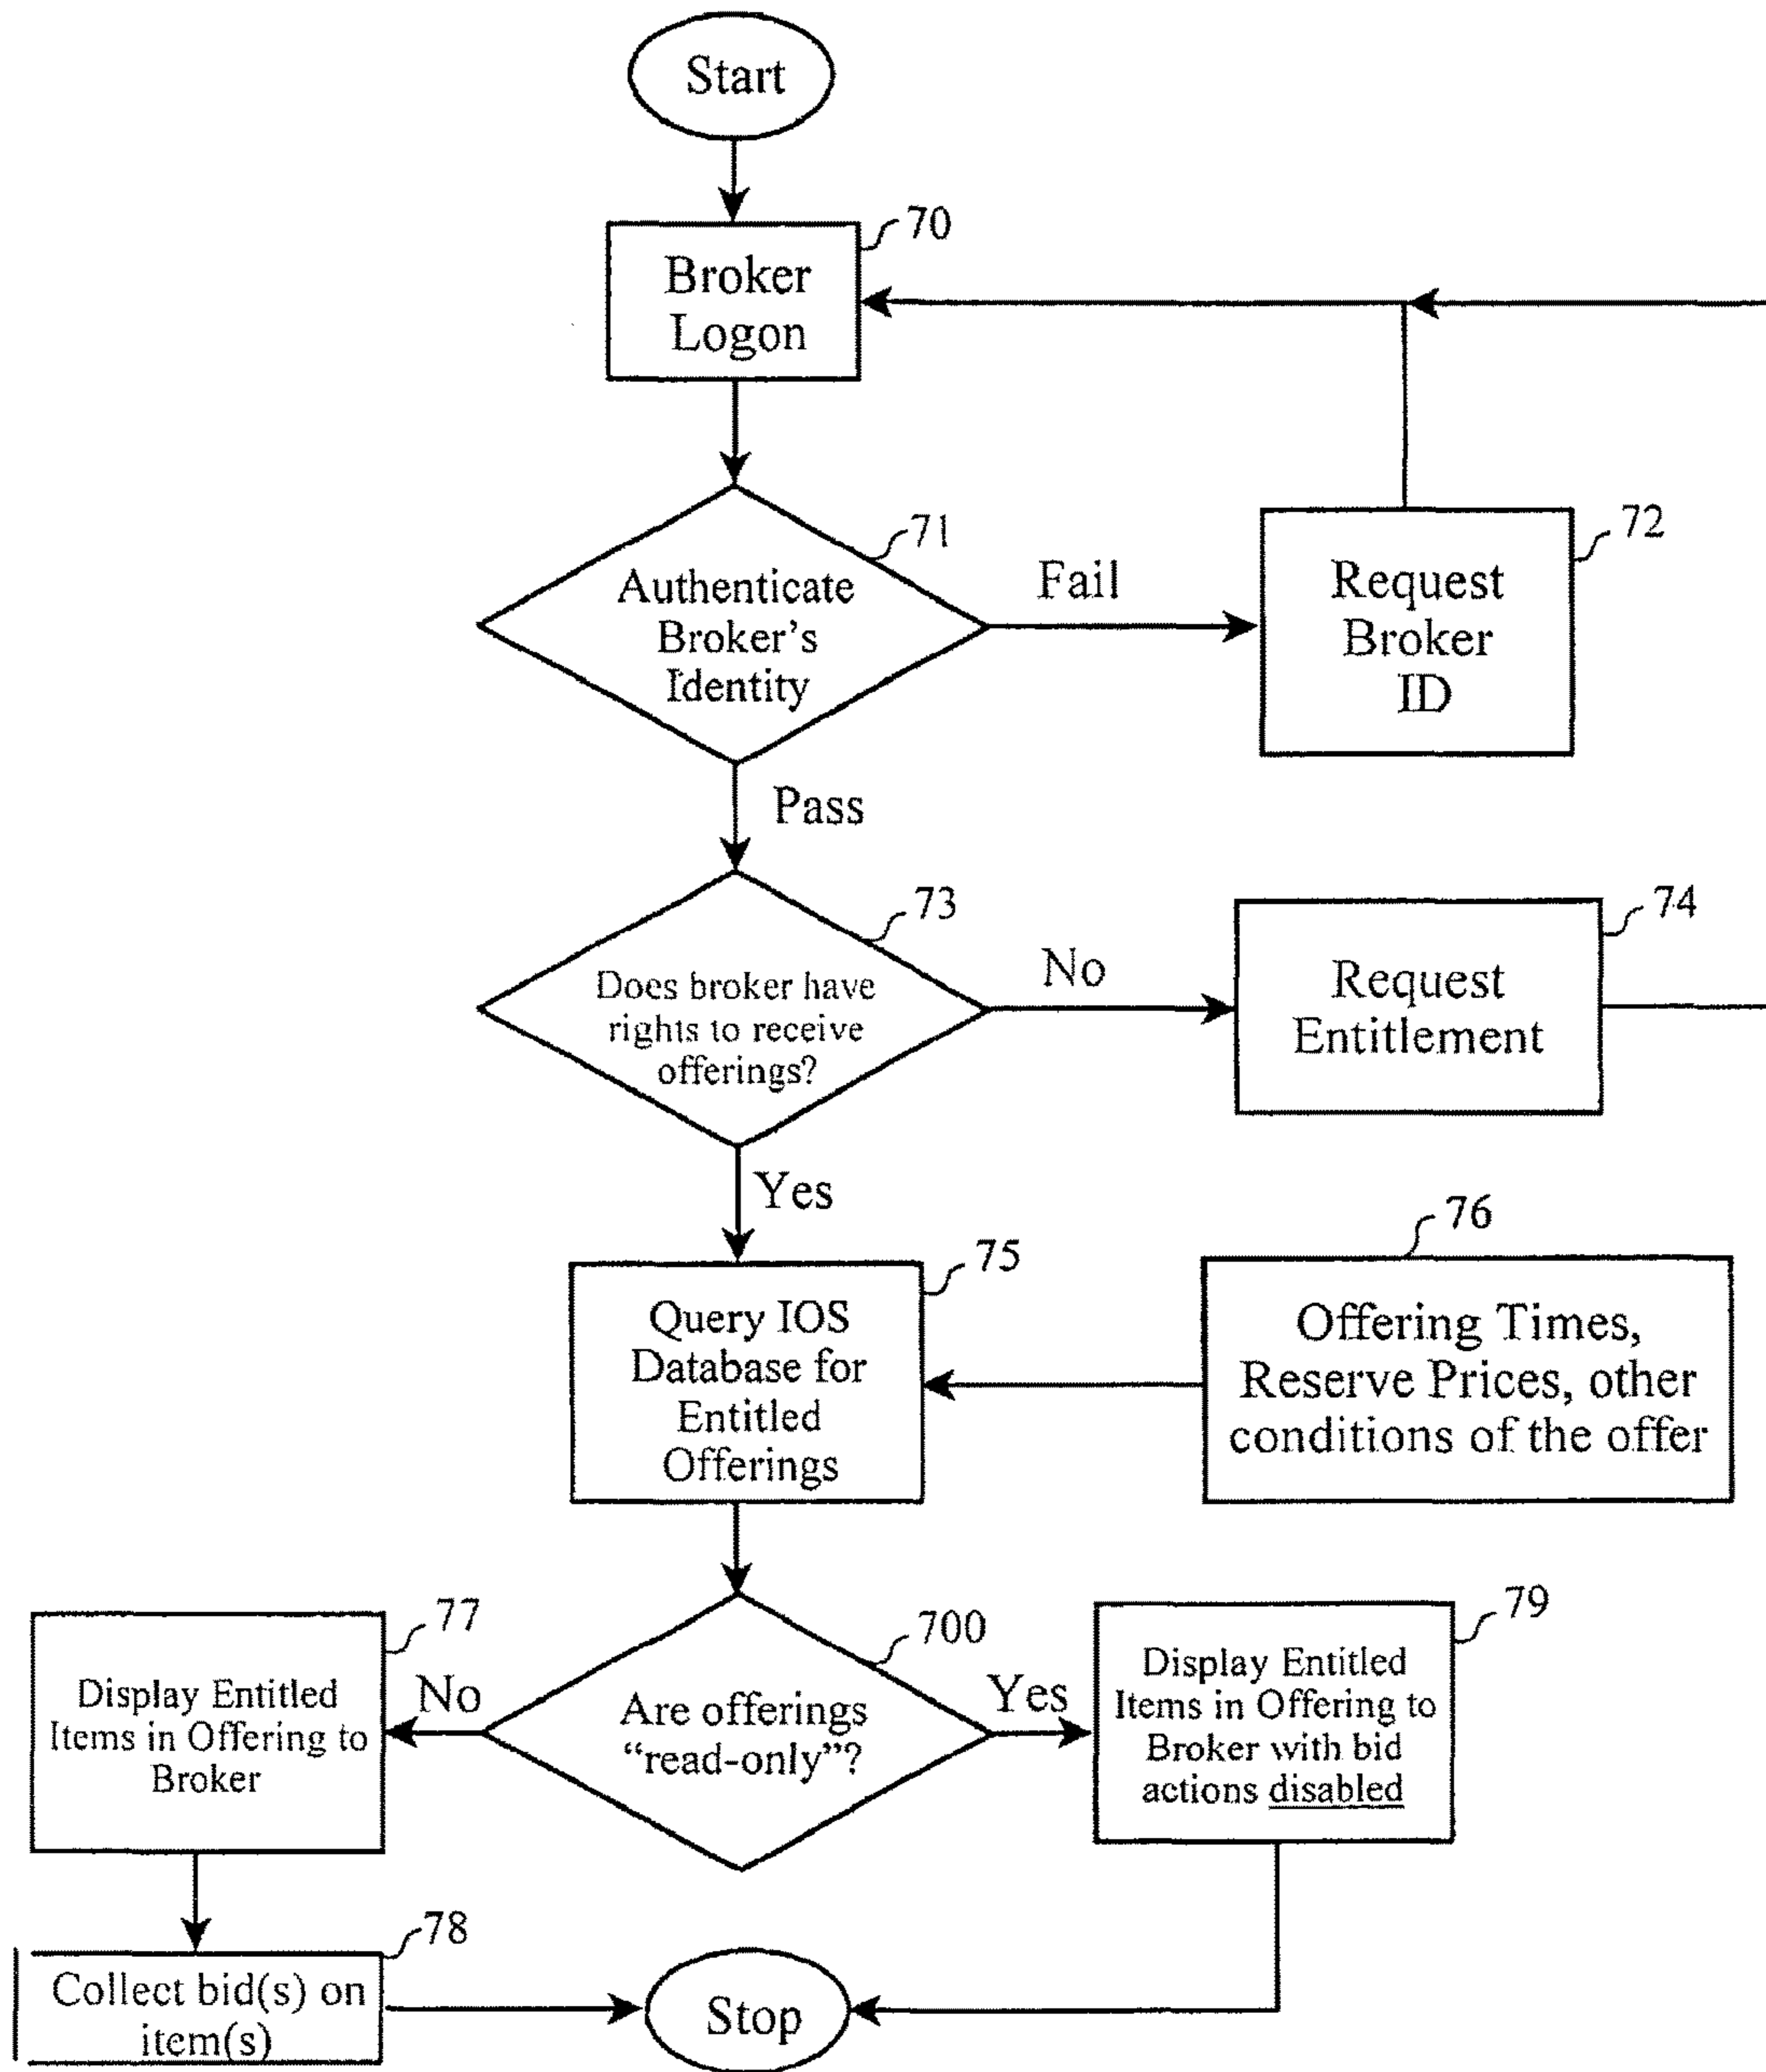 Start
70
Broker
Logon
71
Authenticate
Broker's
Identity
Fail
72
Request
Broker
ID
Pass
73
Does broker have
rights to receive
offerings?
No
74
Request
Entitlement
Yes
75
Query IOS
Database for
Entitled
Offerings
76
Offering Times,
Reserve Prices, other
conditions of the offer
77
Display Entitled
Items in Offering to
Broker
No
700
Are offerings
“read-only”?
Yes
79
Display Entitled
Items in Offering to
Broker with bid
actions disabled
78
Collect bid(s) on
item(s)
Stop